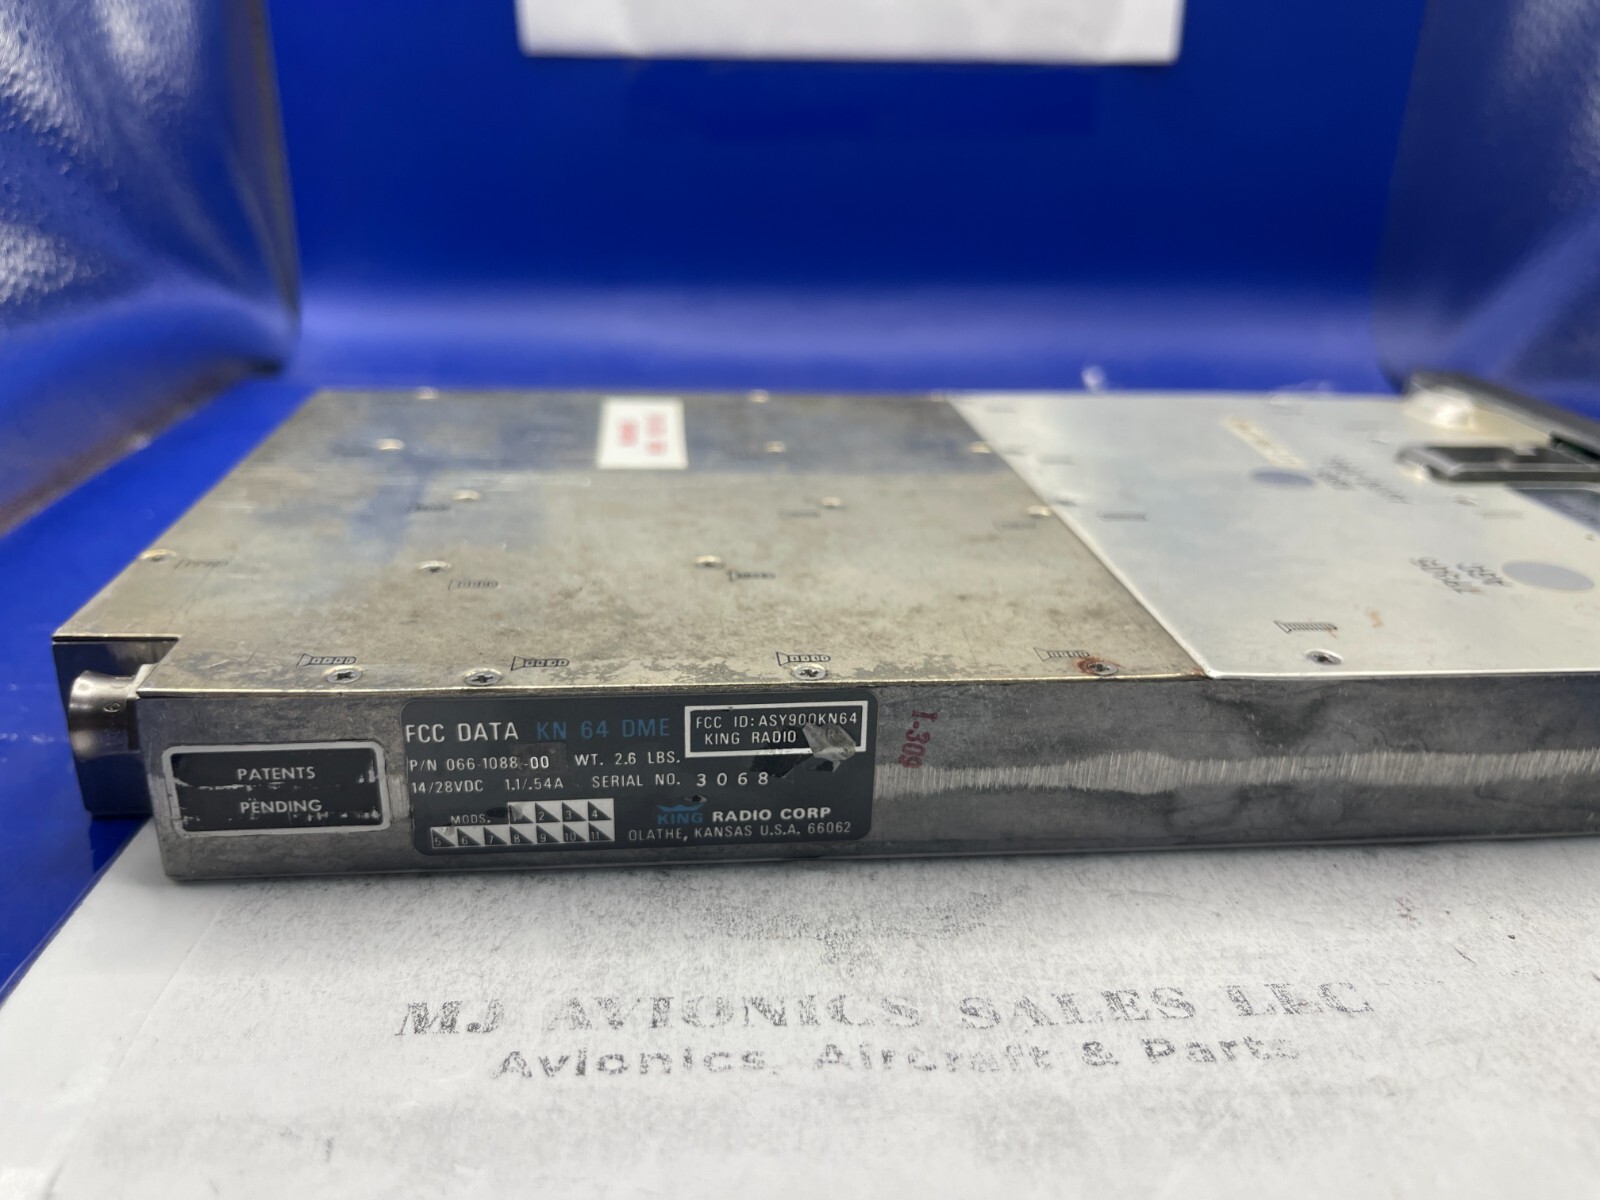 FCC DATA KN 64 DME
FCC ID: ASY900KN64
KING RADIO
P/N 066-1088-00 WT. 2.6 LBS.
14/28VDC 1.1/.54A SERIAL NO. 3068
MODS. 1 2 3 4
5 6 7 8 9 10 11
KING RADIO CORP
OLATHE, KANSAS U.S.A. 66062
PATENTS
PENDING
1-309
MJ AVIONICS SALES LLC
Avionics, Aircraft & Parts